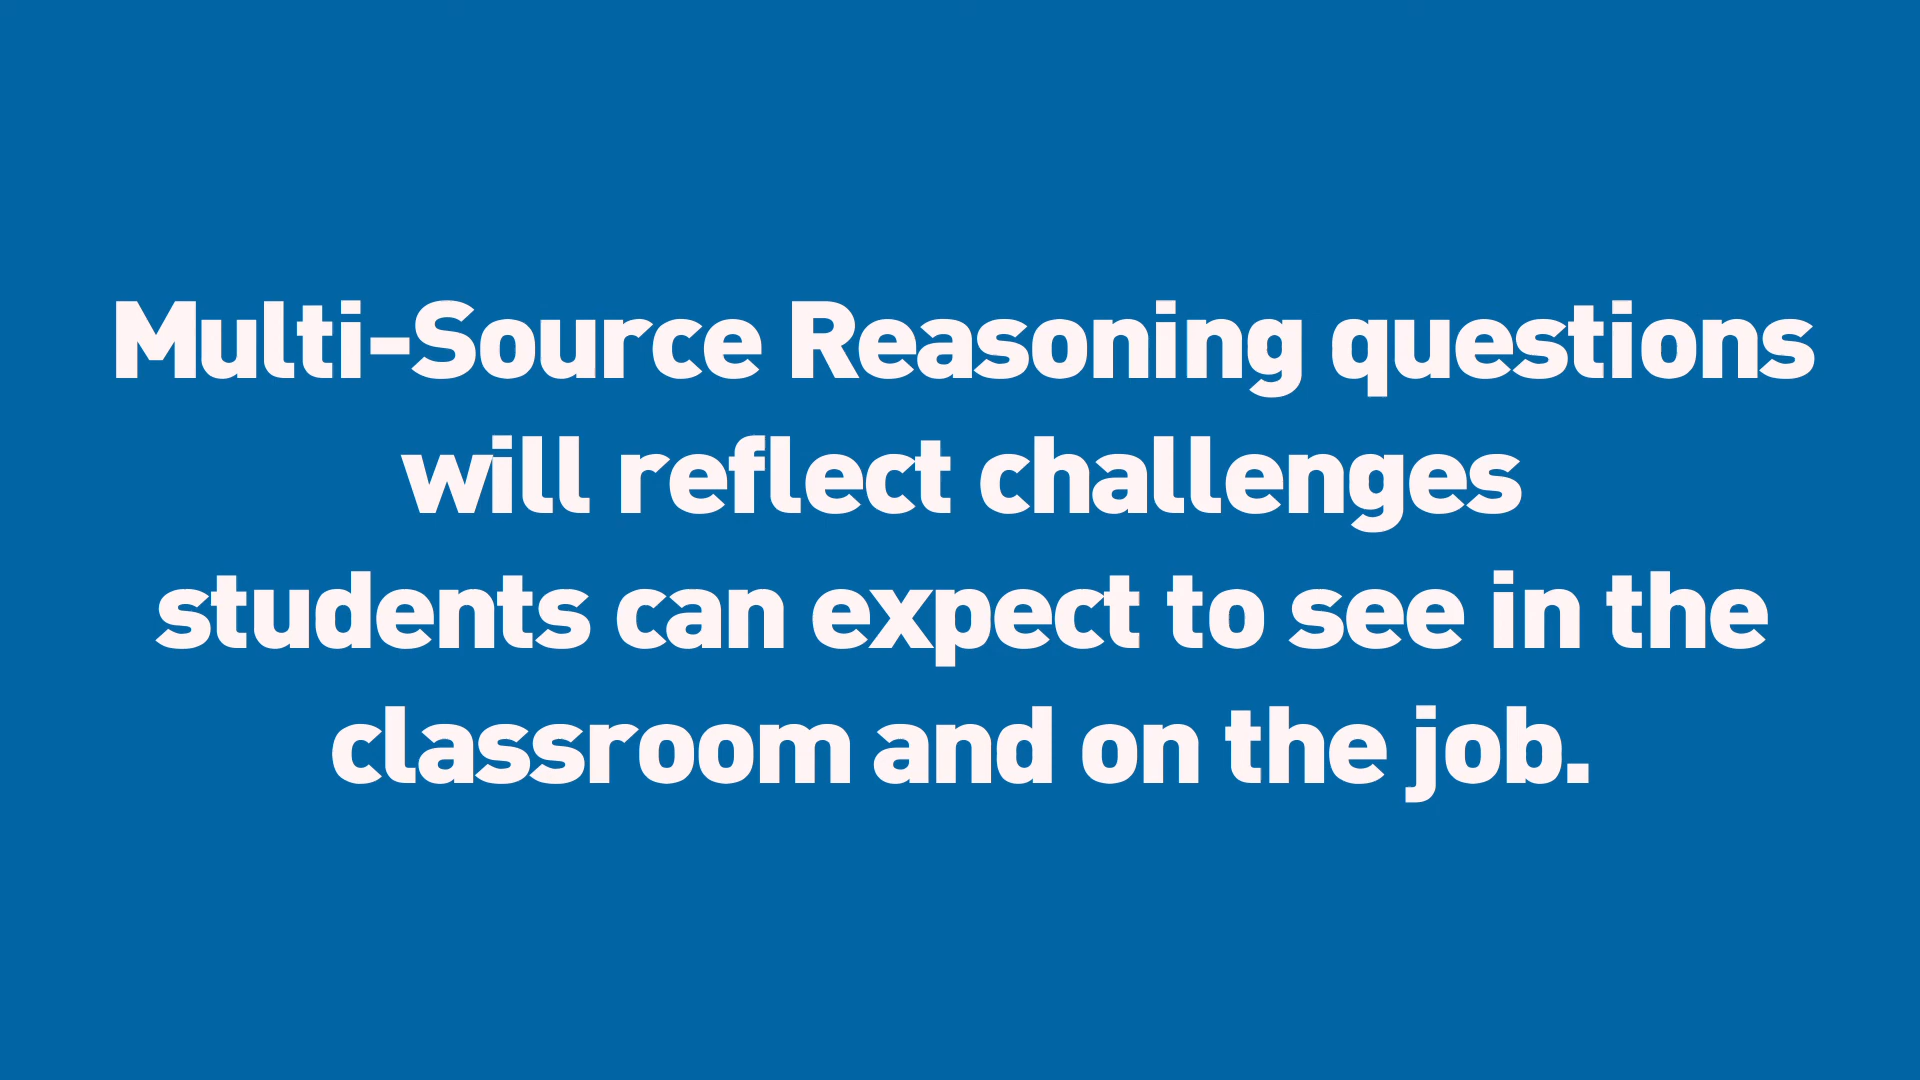 Multi-Source Reasoning questions
will reflect challenges
students can expect to see in the
classroom and on the job.